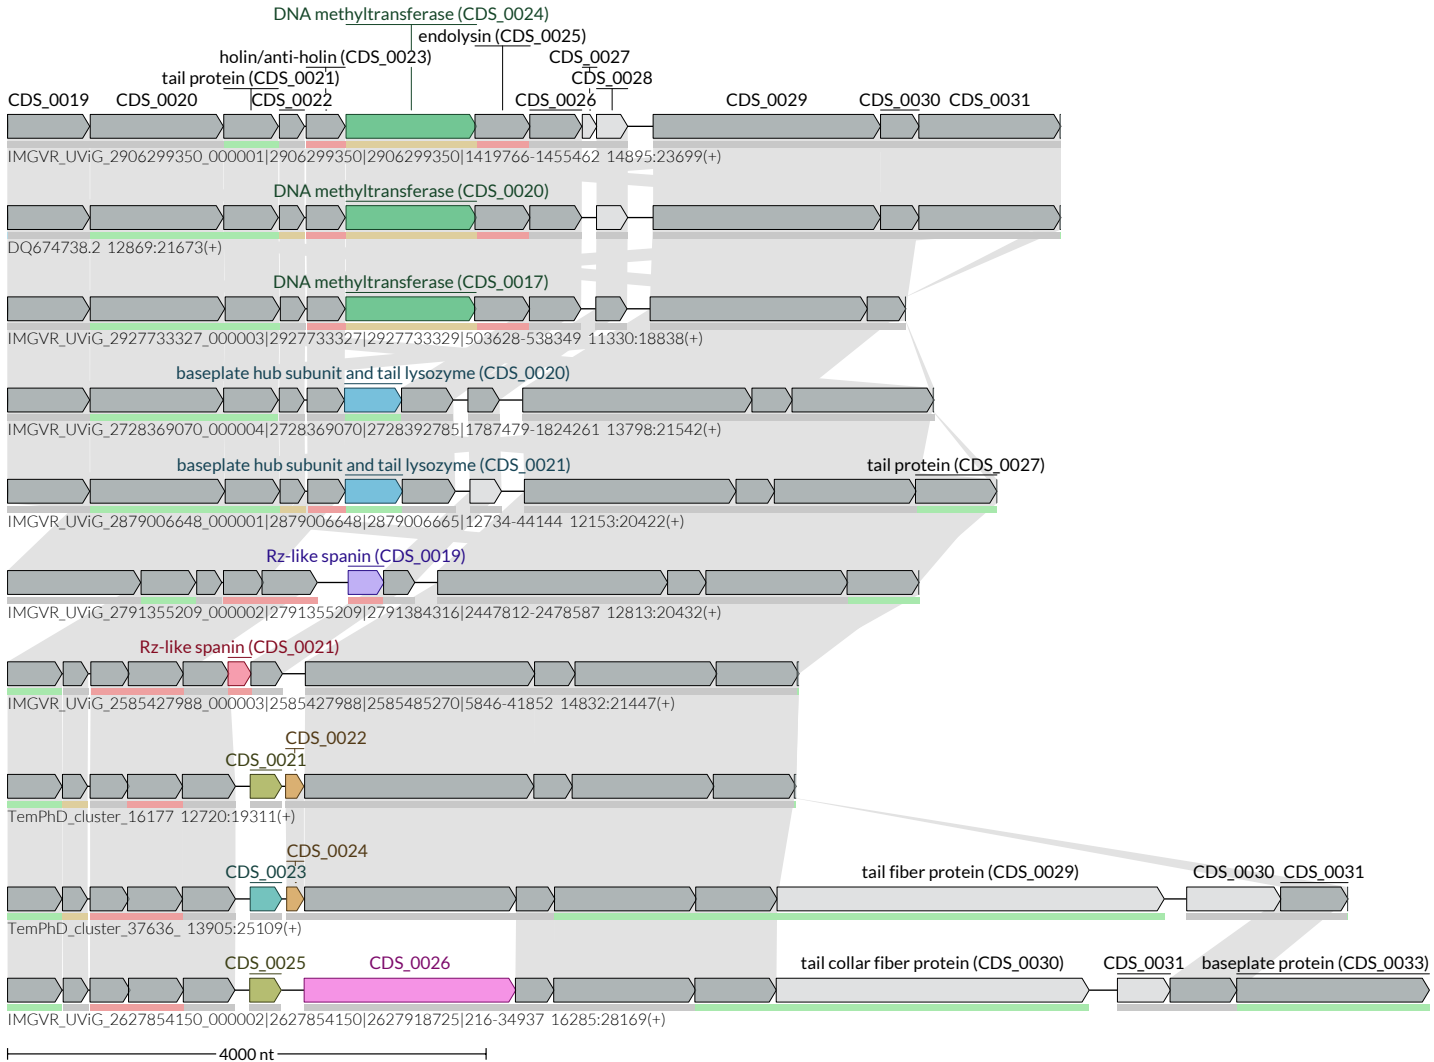 DNA methyltransferase (CDS_0024)
endolysin (CDS_0025)
holin/anti-holin (CDS_0023) CDS_0027
tail protein (CDS_0021) CDS_0028
CDS_0019 CDS_0020 CDS_0022 CDS_0026 CDS_0029 CDS_0030 CDS_0031
IMGVR_UViG_2906299350_000001|2906299350|2906299350|1419766-1455462 14895:23699(+)
DNA methyltransferase (CDS_0020)
DQ674738.2 12869:21673(+)
DNA methyltransferase (CDS_0017)
IMGVR_UViG_2927733327_000003|2927733327|2927733329|503628-538349 11330:18838(+)
baseplate hub subunit and tail lysozyme (CDS_0020)
IMGVR_UViG_2728369070_000004|2728369070|2728392785|1787479-1824261 13798:21542(+)
baseplate hub subunit and tail lysozyme (CDS_0021) tail protein (CDS_0027)
IMGVR_UViG_2879006648_000001|2879006648|2879006665|12734-44144 12153:20422(+)
Rz-like spanin (CDS_0019)
IMGVR_UViG_2791355209_000002|2791355209|2791384316|2447812-2478587 12813:20432(+)
Rz-like spanin (CDS_0021)
IMGVR_UViG_2585427988_000003|2585427988|2585485270|5846-41852 14832:21447(+)
CDS_0022
CDS_0021
TemPhD_cluster_16177 12720:19311(+)
CDS_0024
CDS_0023 tail fiber protein (CDS_0029) CDS_0030 CDS_0031
TemPhD_cluster_37636_ 13905:25109(+)
CDS_0025 CDS_0026 tail collar fiber protein (CDS_0030) CDS_0031 baseplate protein (CDS_0033)
IMGVR_UViG_2627854150_000002|2627854150|2627918725|216-34937 16285:28169(+)
4000 nt